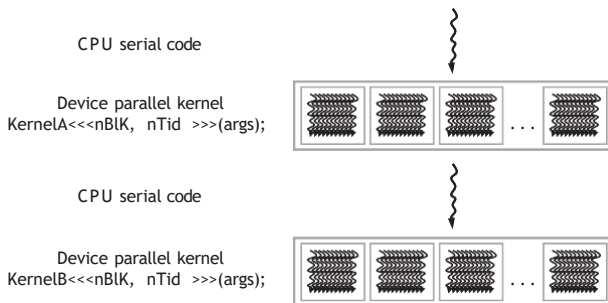 CPU serial code
Device parallel kernel
KernelA<<<nBlK, nTid >>>(args);
. . .
CPU serial code
Device parallel kernel
KernelB<<<nBlK, nTid >>>(args);
. . .